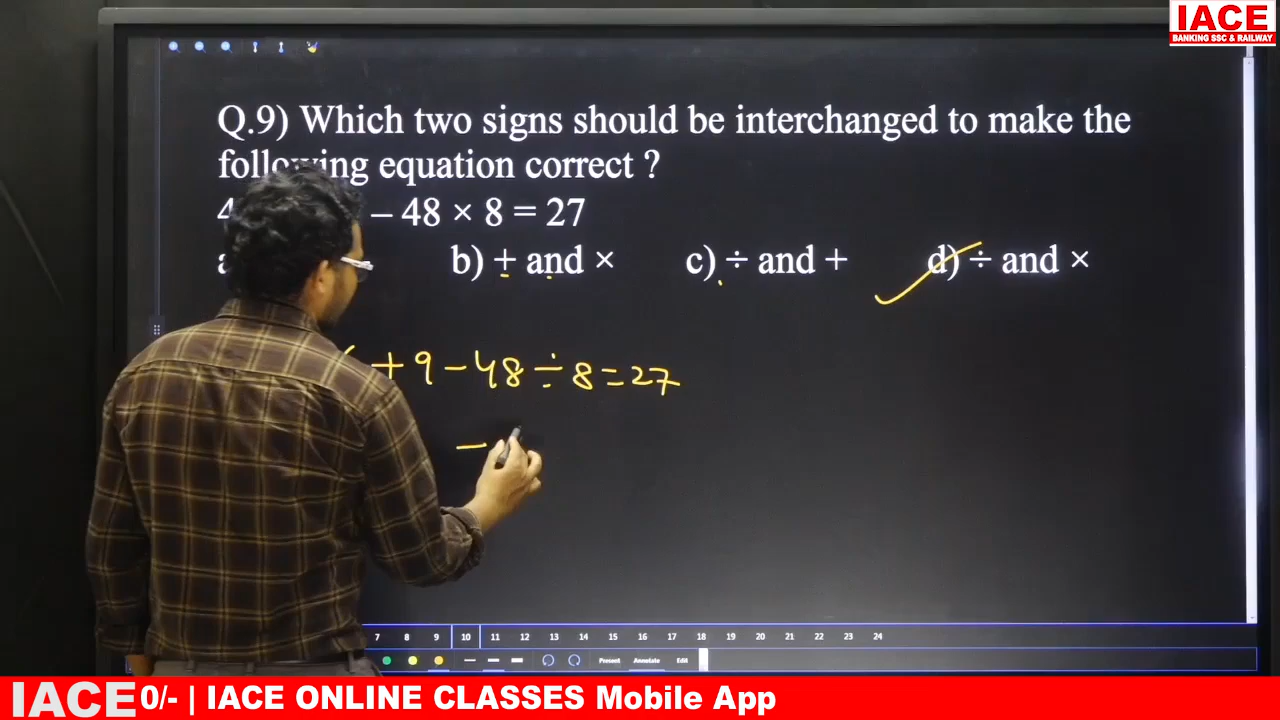 IACE
BANKING SSC & RAILWAY
Q.9) Which two signs should be interchanged to make the
following equation correct ?
– 48 × 8 = 27
b) + and × c) ÷ and + d) ÷ and ×
+ 9 – 48 ÷ 8 = 27
–
7 8 9 10 11 12 13 14 15 16 17 18 19 20 21 22 23 24
Present Annotate Edit
IACE 0/- | IACE ONLINE CLASSES Mobile App